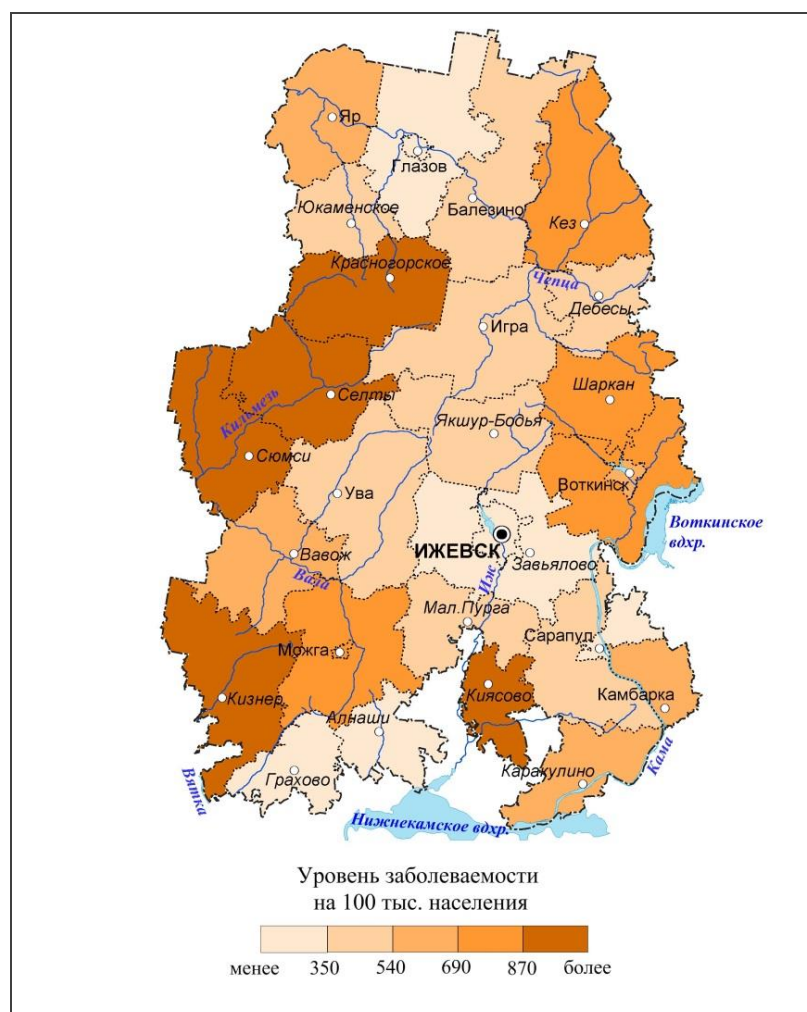 Яр
Глазов
Юкаменское
Балезино
Кез
Красногорское
Чепца
Дебесы
Игра
Шаркан
Селты
Кильмезь
Якшур-Бодья
Сюмси
Ува
Воткинск
Воткинское
вдхр.
ИЖЕВСК
Вавож
Завьялово
Вала
Иж
Мал.Пурга
Сарапул
Можга
Кизнер
Киясово
Камбарка
Алнаши
Грахово
Каракулино
Кама
Вятка
Нижнекамское вдхр.
Уровень заболеваемости
на 100 тыс. населения
менее 350 540 690 870 более